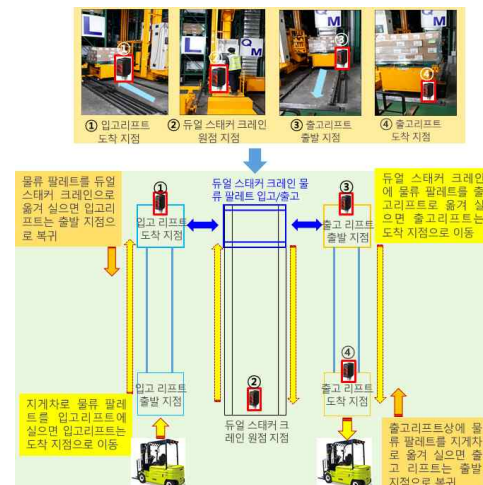 ①
③
L
Q
M
L
Q
M
④
① 입고리프트
도착 지점
② 듀얼 스태커 크레인
원점 지점
③ 출고리프트
출발 지점
④ 출고리프트
도착 지점
물류 팔레트를 듀얼
스태커 크레인으로
옮겨 실으면 입고리
프트는 출발 지점으
로 복귀
①
입고 리프트
도착 지점
듀얼 스태커 크레인 물
류 팔레트 입고/출고
③
출고 리프트
출발 지점
듀얼 스태커 크레인
에 물류 팔레트를 출
고리프트로 옮겨 실
으면 출고리프트는
도착 지점으로 이동
지게차로 물류 팔레
트를 입고리프트에
실으면 입고리프트는
도착 지점으로 이동
입고 리프트
출발 지점
②
듀얼 스태커 크
레인 원점 지점
④
출고 리프트
도착 지점
출고리프트상에 물
류 팔레트를 지게차
로 옮겨 실으면 출
고 리프트는 출발
지점으로 복귀